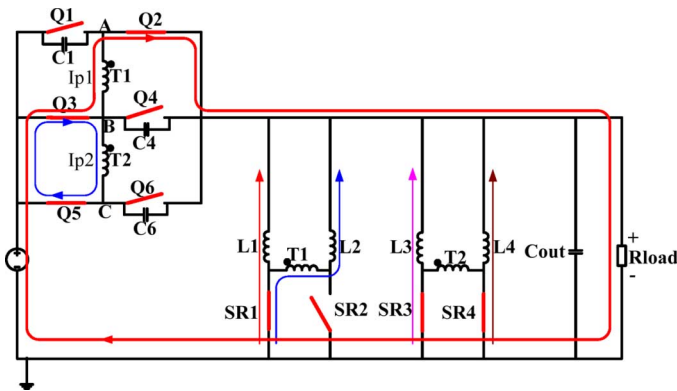 Q1
A
Q2
C1
Ip1
T1
Q3
Q4
B
C4
Ip2
T2
Q6
Q5
C
C6
L1
T1
L2
L3
T2
L4
Cout
+
Rload
-
SR1
SR2
SR3
SR4